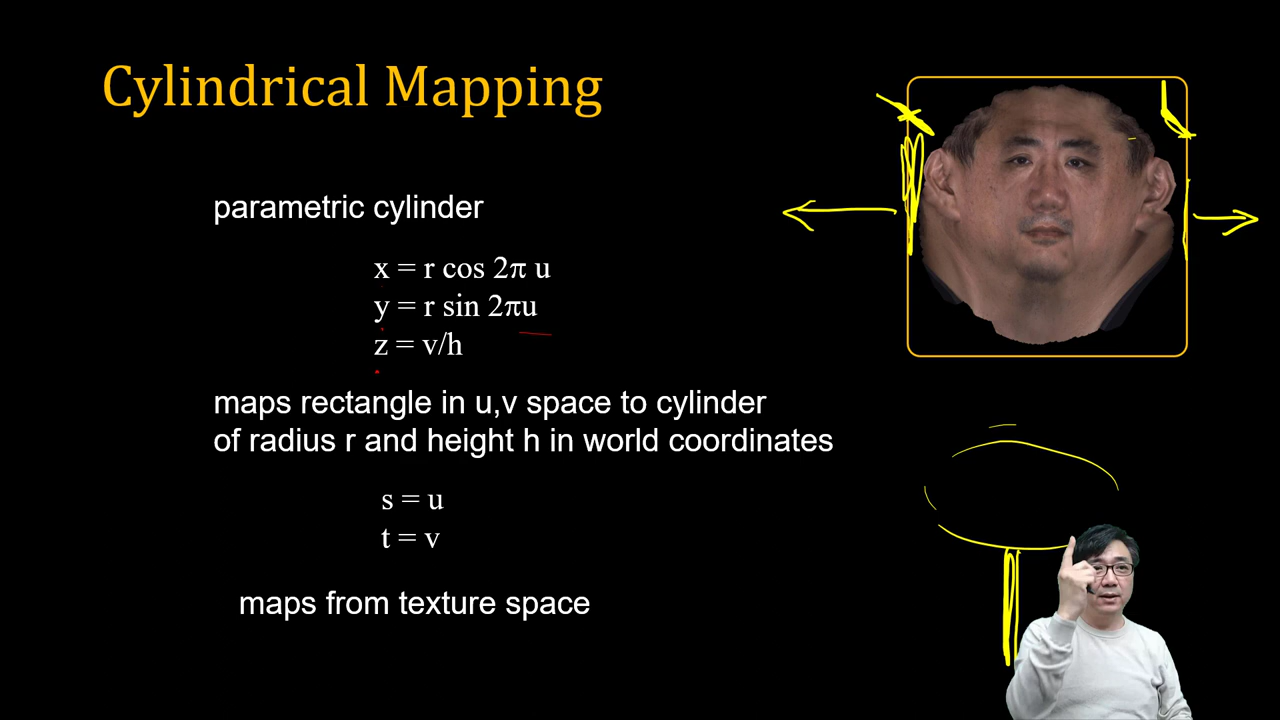 Cylindrical Mapping
parametric cylinder
x = r cos 2π u
y = r sin 2πu
z = v/h
maps rectangle in u,v space to cylinder
of radius r and height h in world coordinates
s = u
t = v
maps from texture space